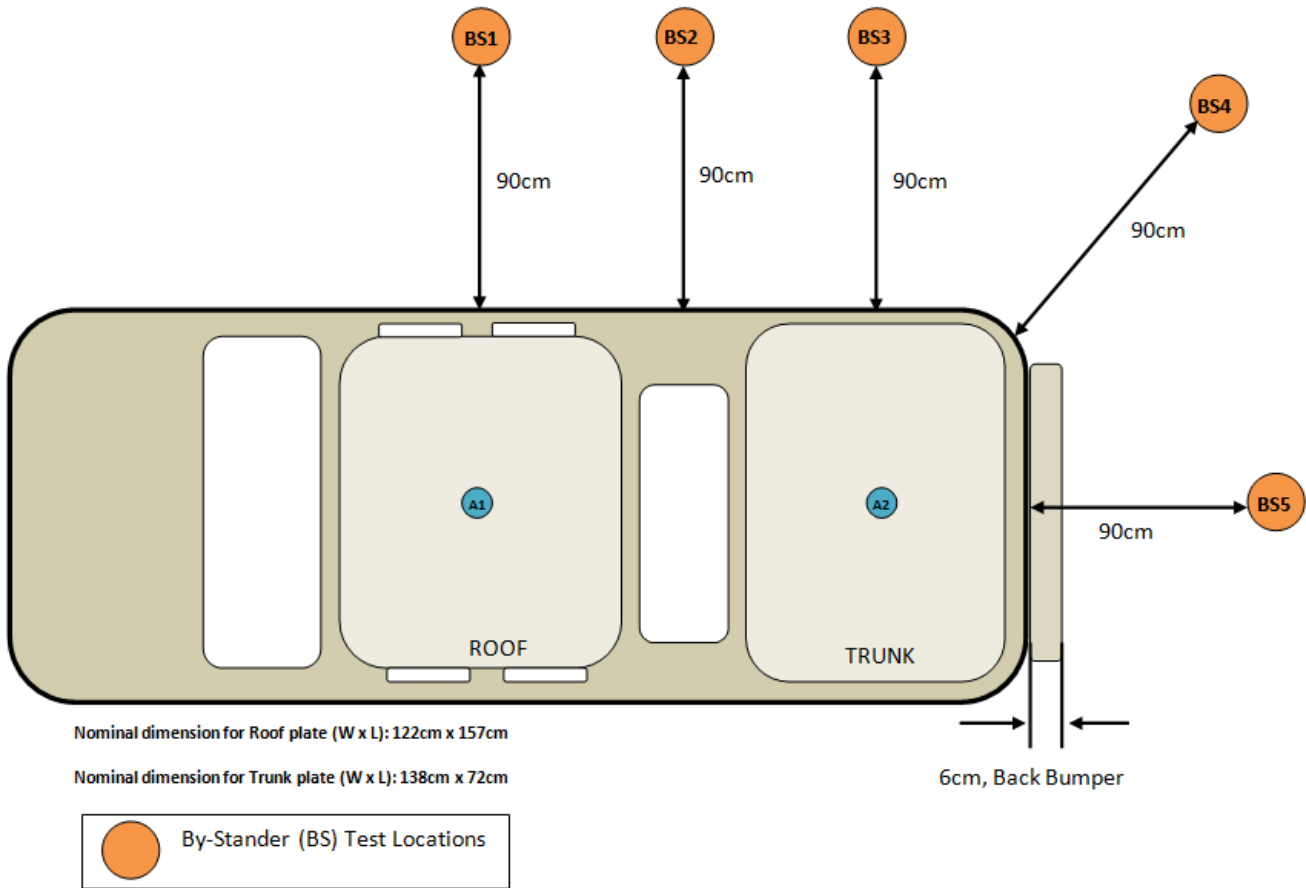 BS1
BS2
BS3
BS4
90cm
90cm
90cm
90cm
A1
A2
BS5
90cm
ROOF
TRUNK
Nominal dimension for Roof plate (W x L): 122cm x 157cm
Nominal dimension for Trunk plate (W x L): 138cm x 72cm
6cm, Back Bumper
By-Stander (BS) Test Locations